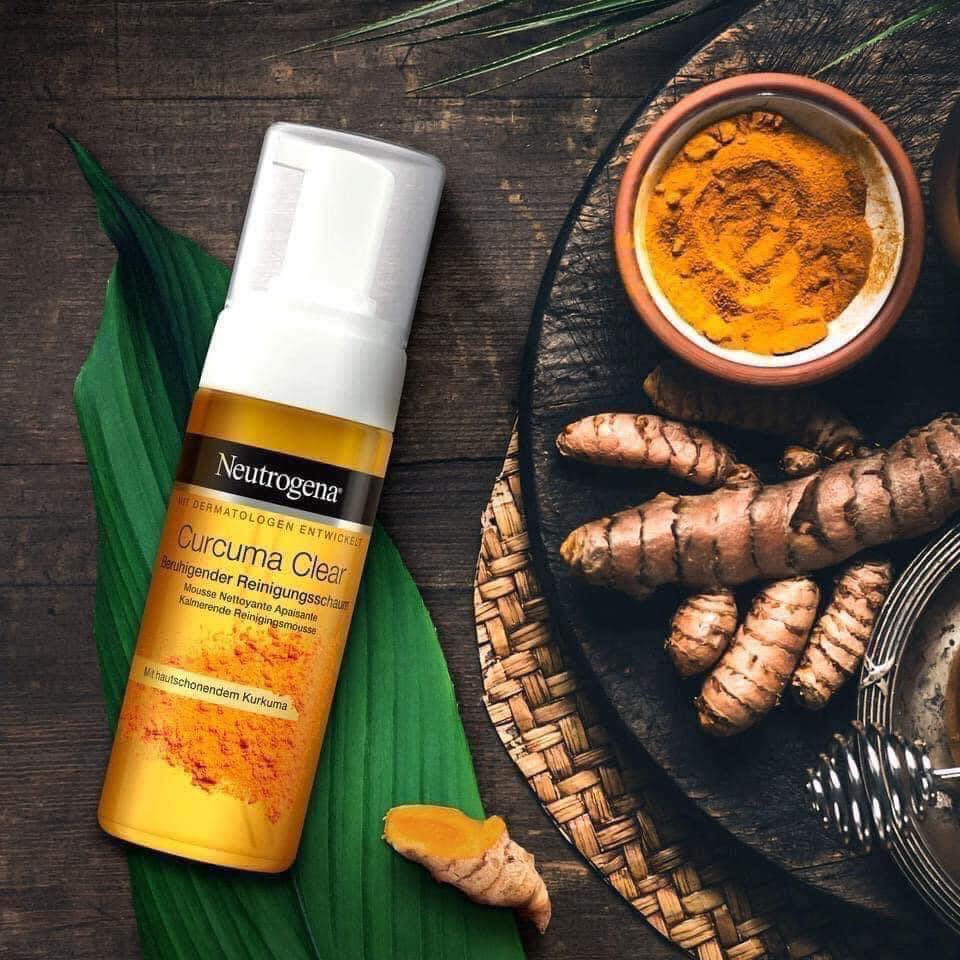 Neutrogena®
MIT DERMATOLOGEN ENTWICKELT
Curcuma Clear
Beruhigender Reinigungsschaum
Mousse Nettoyante Apaisante
Kalmerende Reinigingsmousse
Mit hautschonendem Kurkuma